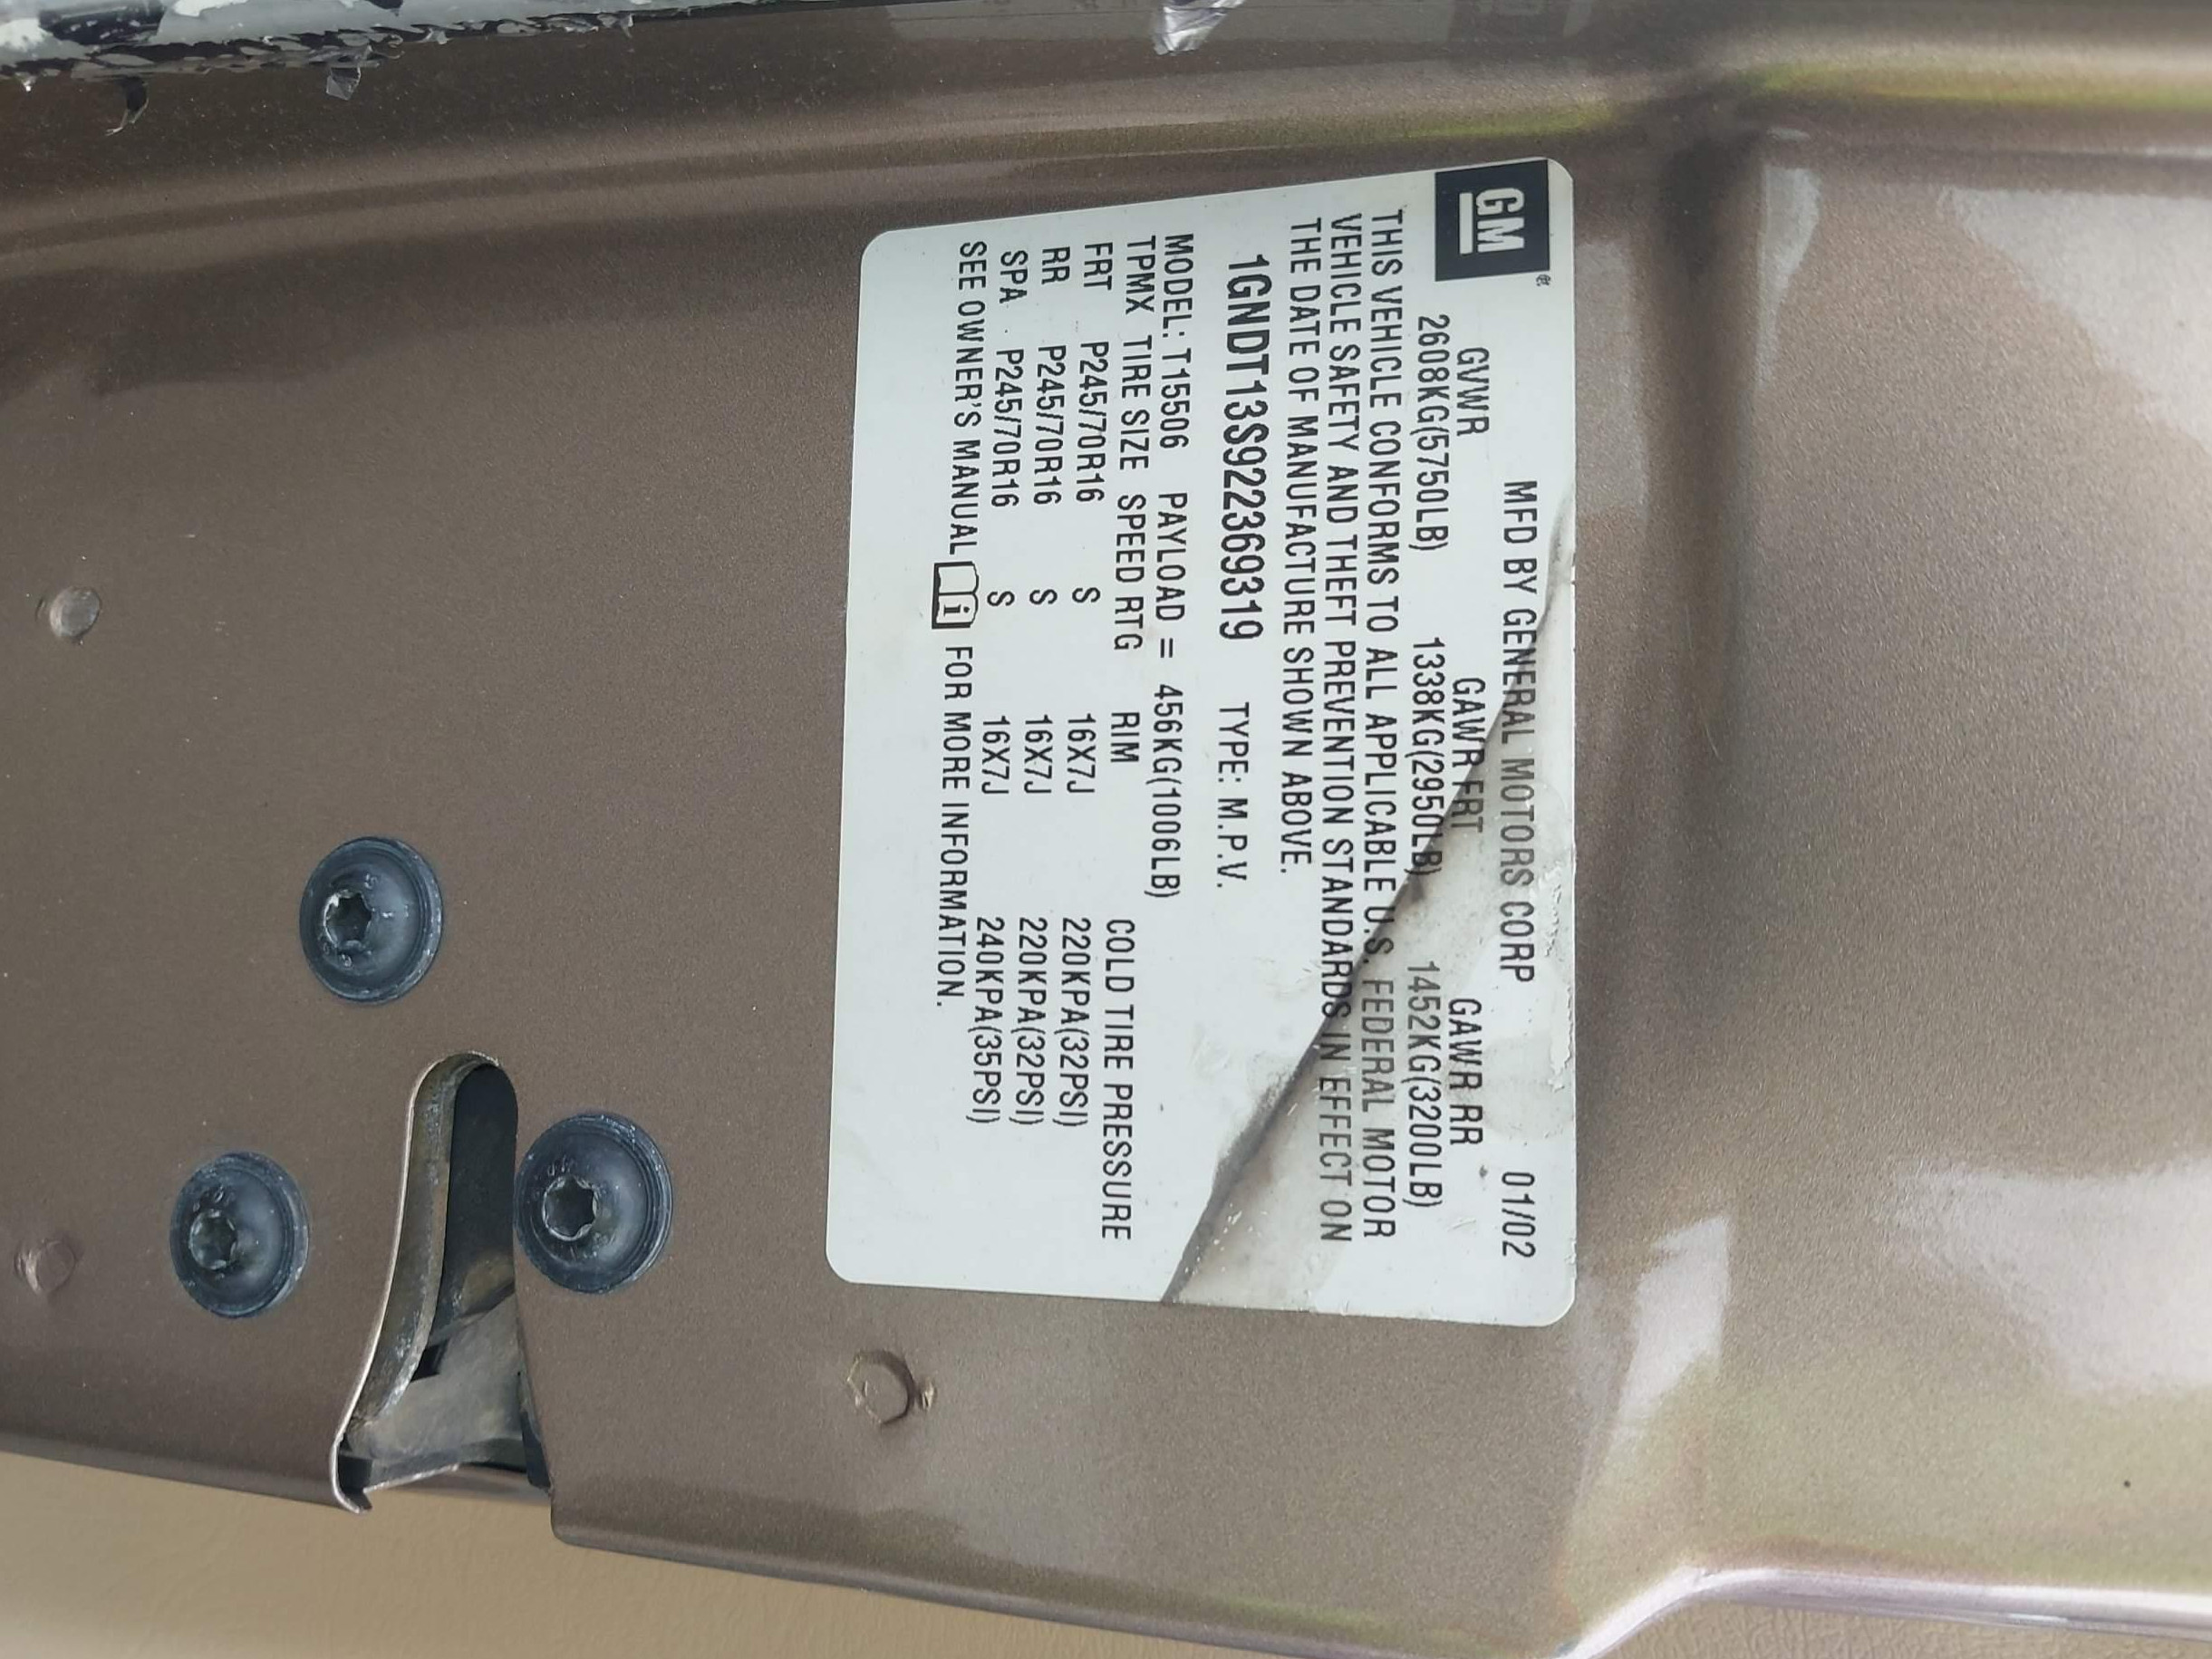 GM®
MFD BY GENERAL MOTORS CORP 01/02
GVWR GAWR FRT GAWR RR
2608KG(5750LB) 1338KG(2950LB) 1452KG(3200LB)
THIS VEHICLE CONFORMS TO ALL APPLICABLE U.S. FEDERAL MOTOR
VEHICLE SAFETY AND THEFT PREVENTION STANDARDS IN EFFECT ON
THE DATE OF MANUFACTURE SHOWN ABOVE.
1GNDT13S922369319 TYPE: M.P.V.
MODEL: T15506 PAYLOAD = 456KG(1006LB)
TPMX TIRE SIZE SPEED RTG RIM COLD TIRE PRESSURE
FRT P245/70R16 S 16X7J 220KPA(32PSI)
RR P245/70R16 S 16X7J 220KPA(32PSI)
SPA P245/70R16 S 16X7J 240KPA(35PSI)
SEE OWNER'S MANUAL i FOR MORE INFORMATION.